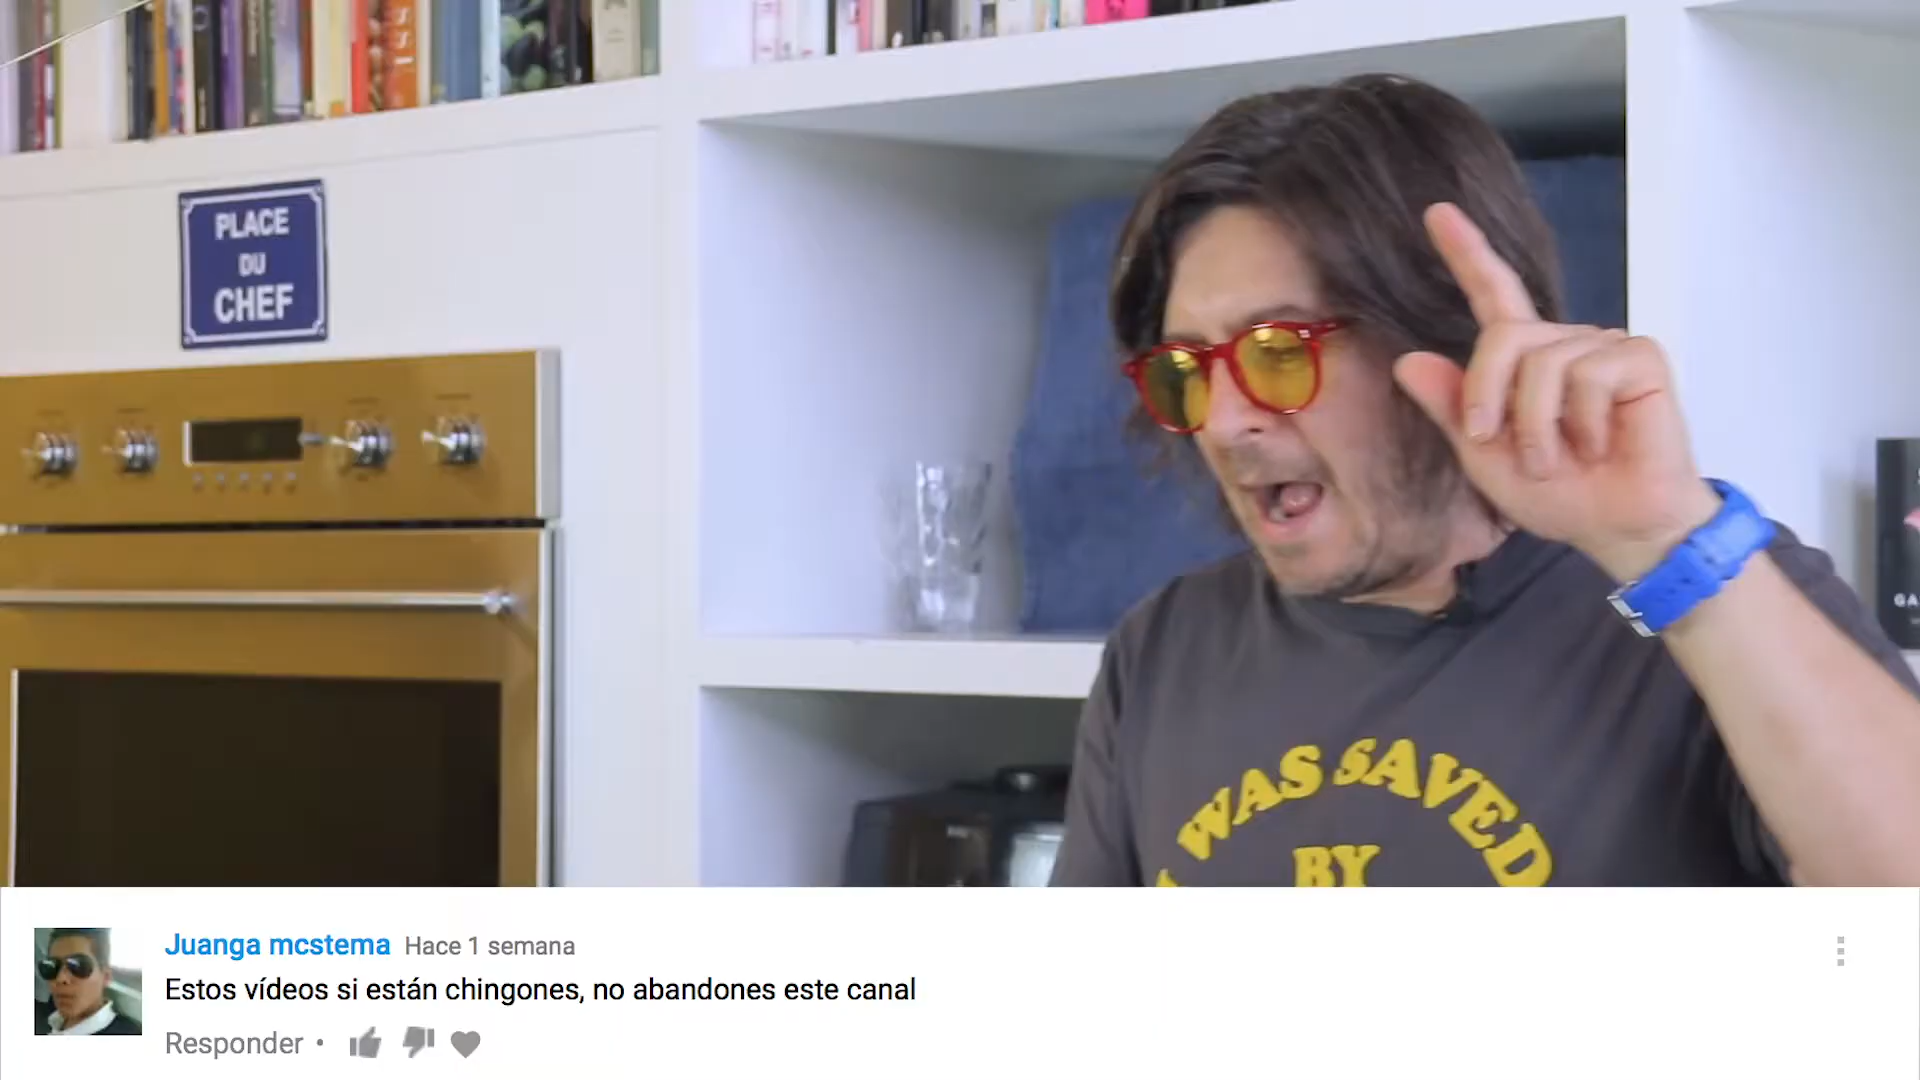 PLACE
DU
CHEF
WAS SAVED
BY
Juanga mcstema Hace 1 semana
Estos vídeos si están chingones, no abandones este canal
Responder •